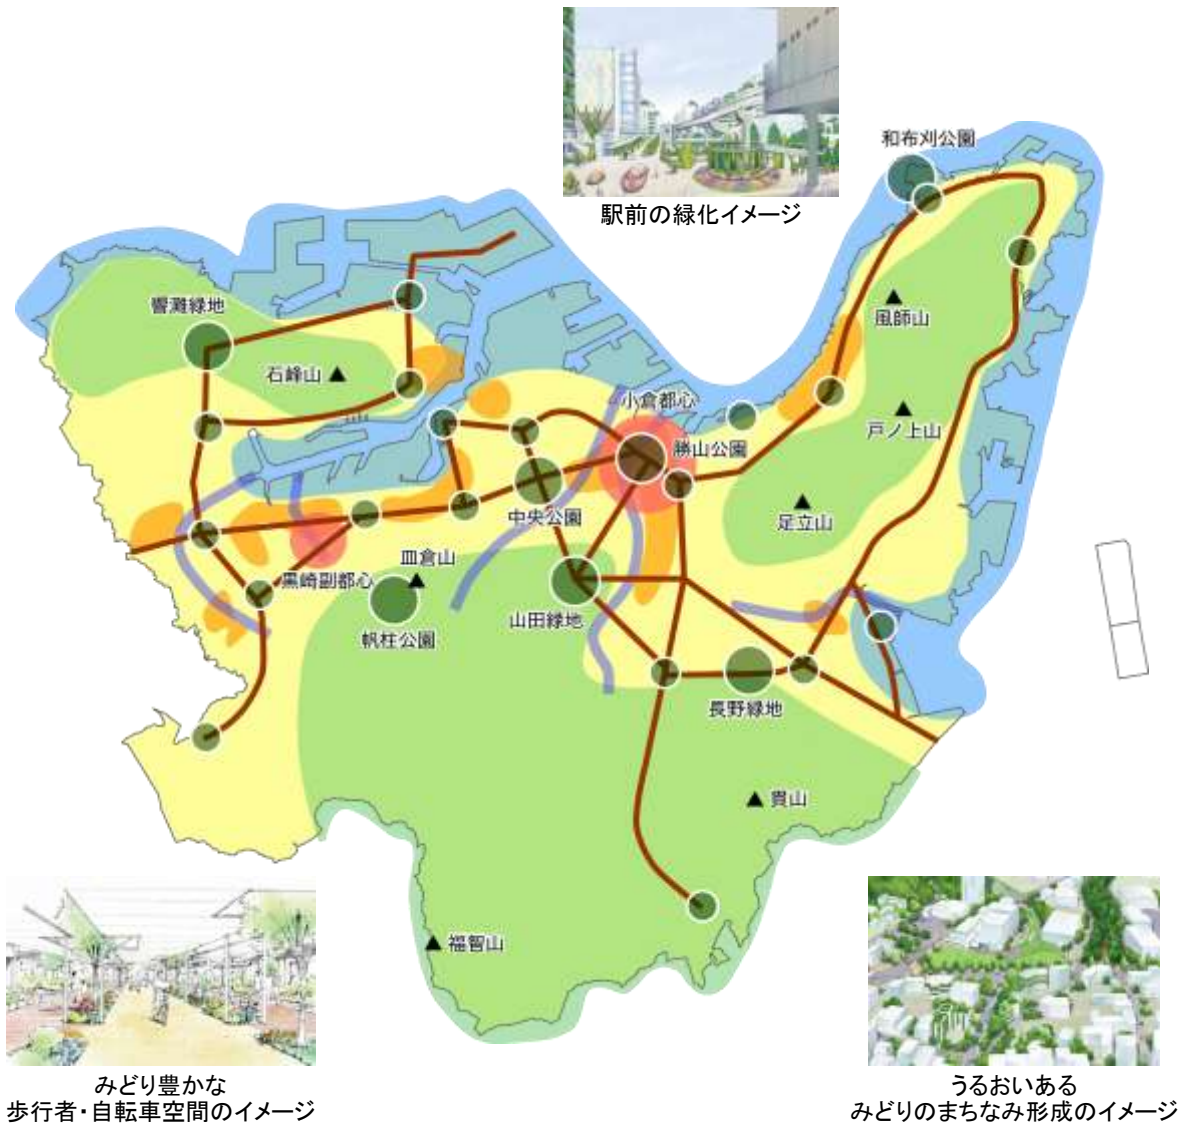 駅前の緑化イメージ
和布刈公園
響灘緑地
風師山
石峰山
小倉都心
戸ノ上山
勝山公園
中央公園
足立山
皿倉山
黒崎副都心
山田緑地
帆柱公園
長野緑地
貫山
福智山
みどり豊かな
歩行者・自転車空間のイメージ
うるおいある
みどりのまちなみ形成のイメージ